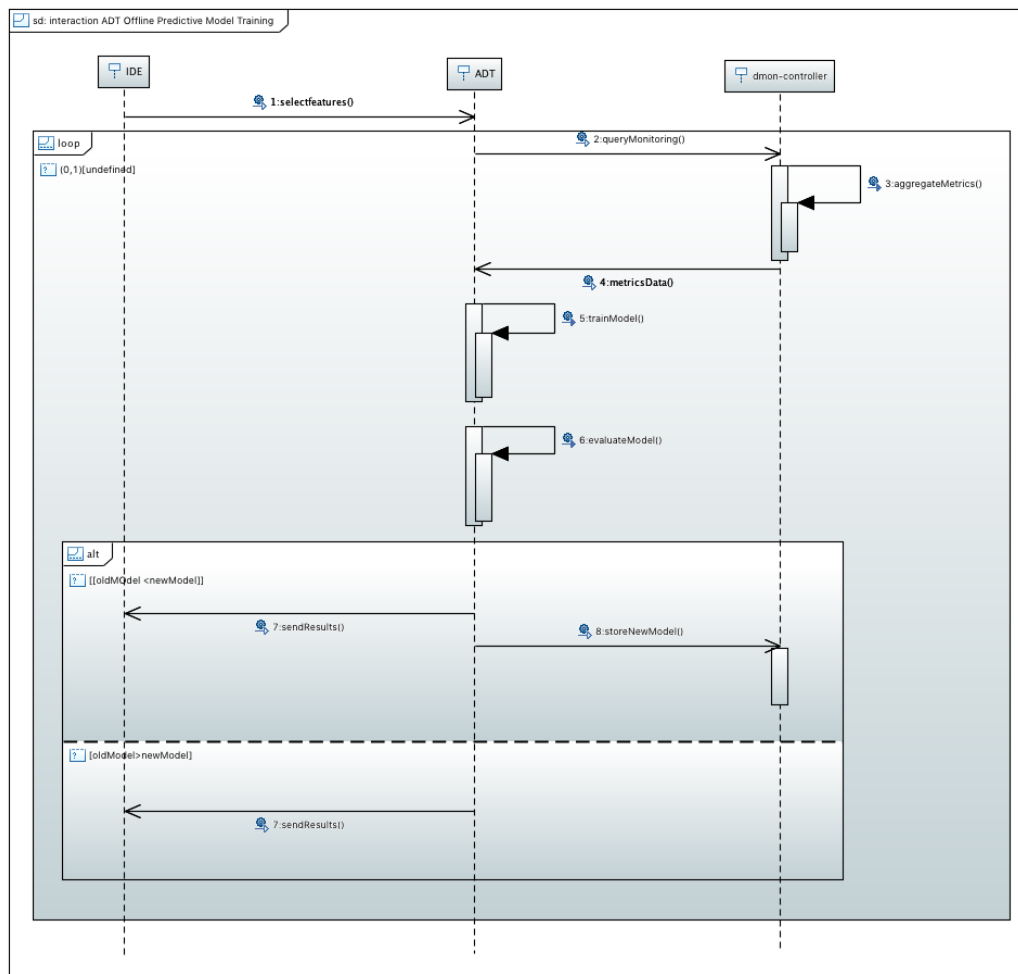 sd: interaction ADT Offline Predictive Model Training
IDE
ADT
dmon-controller
1:selectfeatures()
loop
2:queryMonitoring()
(0,1)[undefined]
3:aggregateMetrics()
4:metricsData()
5:trainModel()
6:evaluateModel()
alt
[[oldMOdel <newModel]]
7:sendResults()
8:storeNewModel()
[oldModel>newModel]
7:sendResults()